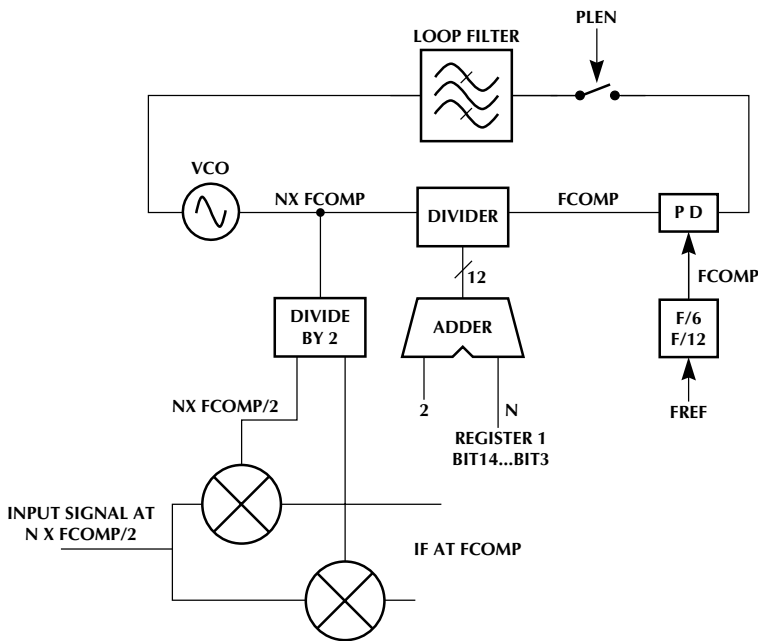 PLEN
LOOP FILTER
VCO
NX FCOMP
DIVIDER
FCOMP
P D
12
FCOMP
DIVIDE
BY 2
ADDER
F/6
F/12
2
N
FREF
NX FCOMP/2
REGISTER 1
BIT14...BIT3
INPUT SIGNAL AT
N X FCOMP/2
IF AT FCOMP